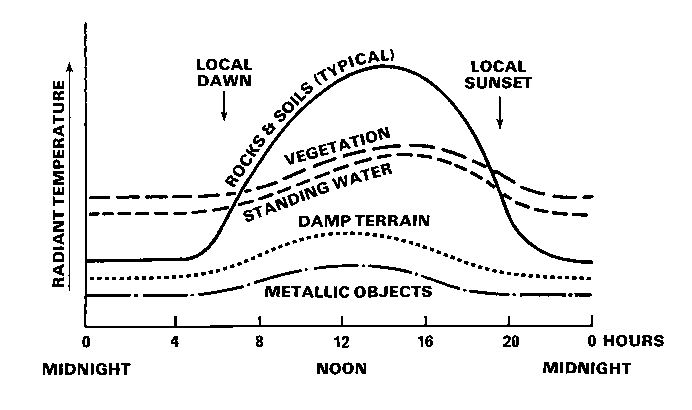 RADIANT TEMPERATURE
LOCAL
DAWN
ROCKS & SOILS (TYPICAL)
LOCAL
SUNSET
VEGETATION
STANDING WATER
DAMP TERRAIN
METALLIC OBJECTS
0 4 8 12 16 20 0 HOURS
MIDNIGHT NOON MIDNIGHT